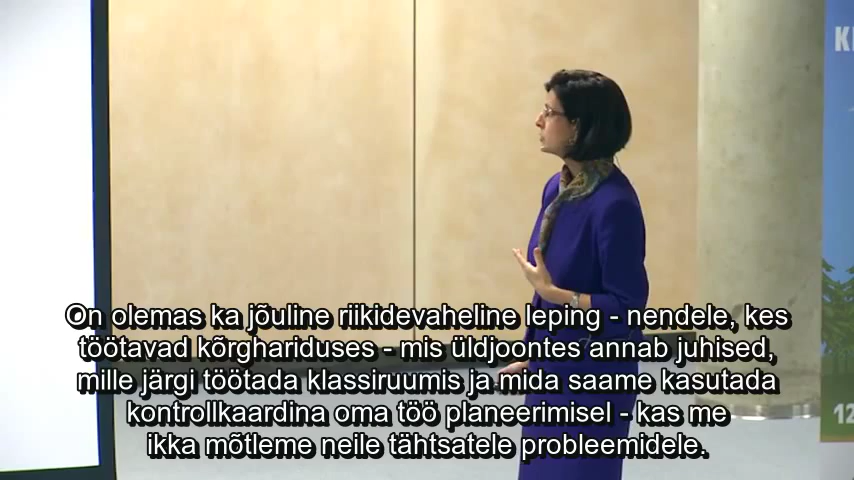 On olemas ka jõuline riikidevaheline leping - nendele, kes
töötavad kõrghariduses - mis üldjoontes annab juhised,
mille järgi töötada klassiruumis ja mida saame kasutada
kontrollkaardina oma töö planeerimisel - kas me
ikka mõtleme neile tähtsatele probleemidele.